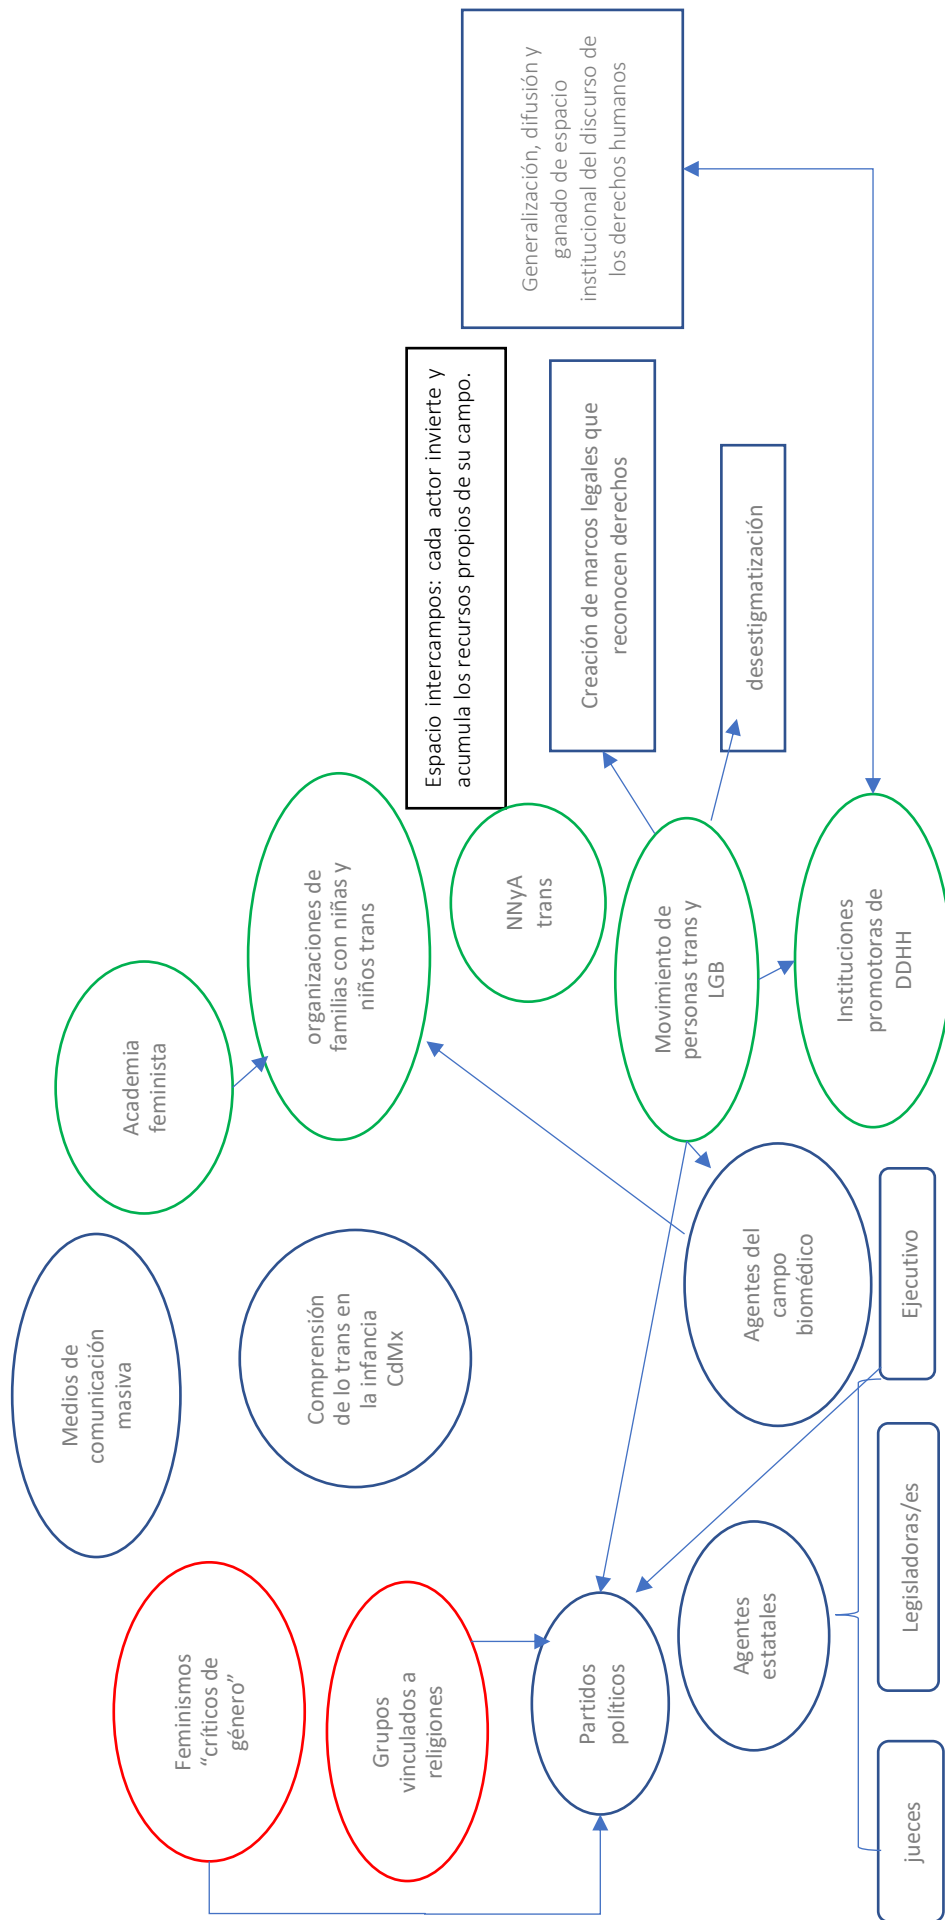 Feminismos
“críticos de
género”
Medios de
comunicación
masiva
Academia
feminista
Grupos
vinculados a
religiones
Comprensión
de lo trans en
la infancia
CdMx
organizaciones de
familias con niñas y
niños trans
Espacio intercampos: cada actor invierte y
acumula los recursos propios de su campo.
Generalización, difusión y
ganado de espacio
institucional del discurso de
los derechos humanos
NNyA
trans
Partidos
políticos
Creación de marcos legales que
reconocen derechos
Movimiento de
personas trans y
LGB
Agentes
estatales
Agentes del
campo
biomédico
desestigmatización
Instituciones
promotoras de
DDHH
jueces
Legisladoras/es
Ejecutivo